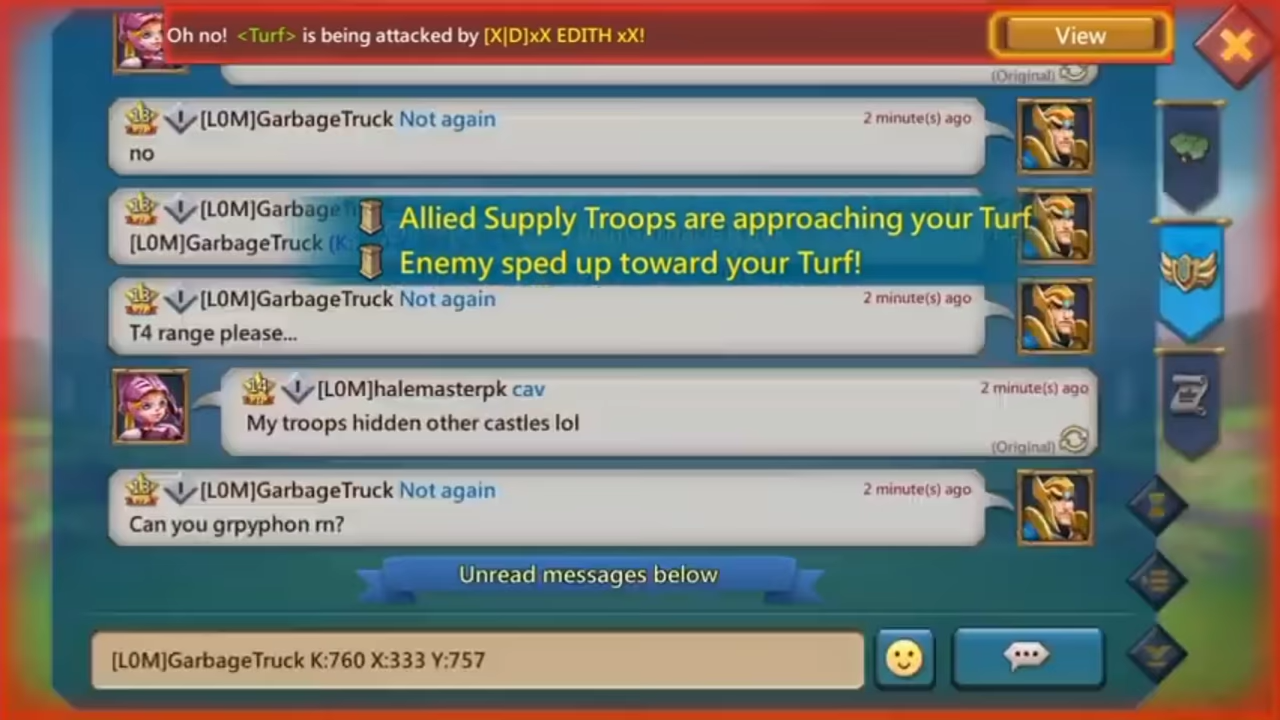 Oh no! <Turf> is being attacked by [X|D]xX EDITH xX!
View
(Original)
[L0M]GarbageTruck Not again
2 minute(s) ago
no
[L0M]Garbage
[L0M]GarbageTruck (K:
Allied Supply Troops are approaching your Turf
Enemy sped up toward your Turf!
[L0M]GarbageTruck Not again
2 minute(s) ago
T4 range please...
[L0M]halemasterpk cav
2 minute(s) ago
My troops hidden other castles lol
(Original)
[L0M]GarbageTruck Not again
2 minute(s) ago
Can you grpyphon rn?
Unread messages below
[L0M]GarbageTruck K:760 X:333 Y:757